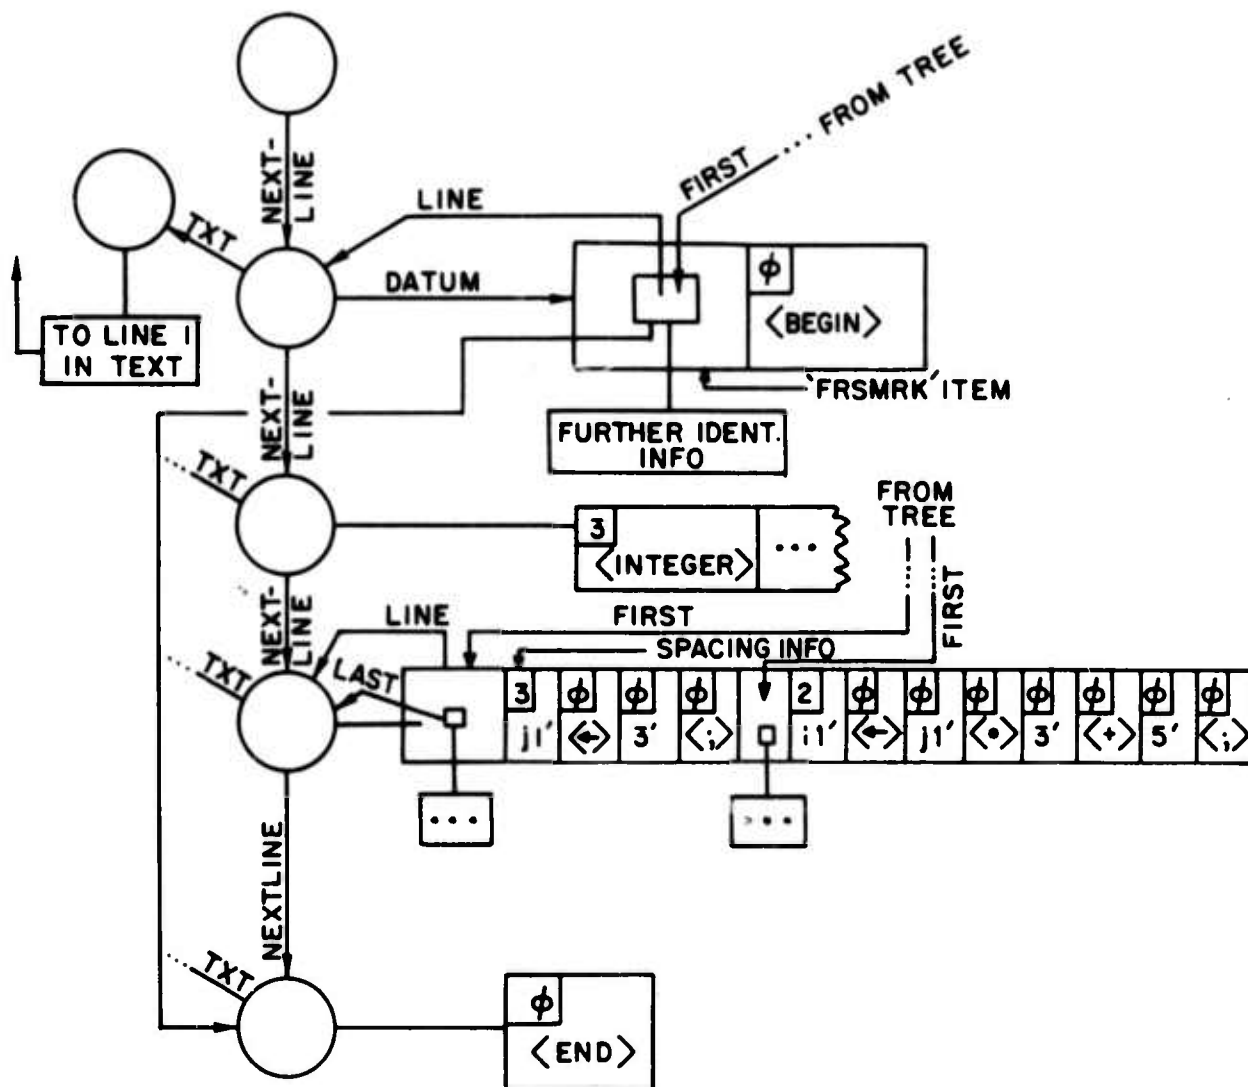 FROM TREE
...
FIRST
NEXT-
LINE
LINE
TXT
DATUM
ϕ
<BEGIN>
TO LINE 1
IN TEXT
'FRSMRK' ITEM
NEXT-
LINE
FURTHER IDENT.
INFO
... TXT
FROM
TREE
3
<INTEGER>
...
NEXT-
LINE
LINE
FIRST
FIRST
SPACING INFO
... TXT
LAST
3 ϕ ϕ ϕ 2 ϕ ϕ ϕ ϕ ϕ ϕ ϕ
j1' <←> 3' <;> i1' <←> j1' <•> 3' <+> 5' <;>
...
NEXTLINE
... TXT
ϕ
<END>